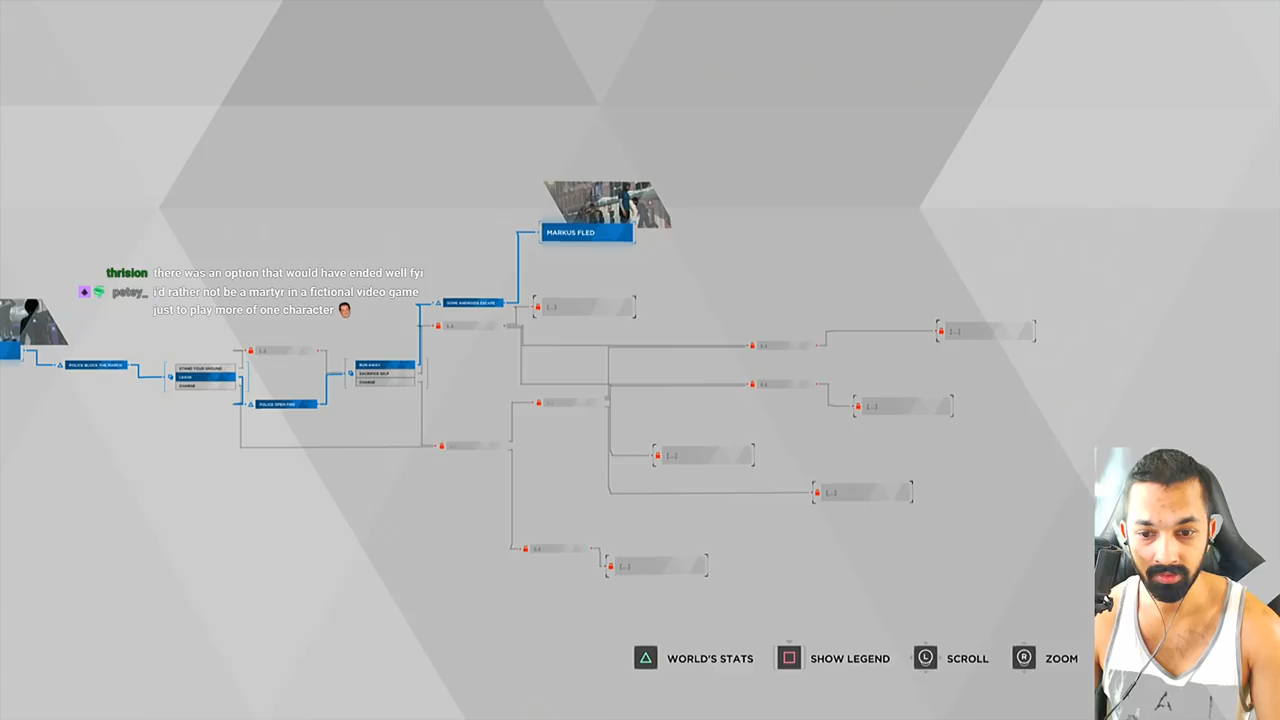 MARKUS FLED
thrision there was an option that would have ended well fyi
petey_ i'd rather not be a martyr in a fictional video game
just to play more of one character
SOME ANDROIDS ESCAPE
[...]
[...]
[...]
POLICE BLOCK THE MARCH
STAND YOUR GROUND
LEAVE
CHARGE
RUN AWAY
SACRIFICE SELF
CHARGE
POLICE OPEN FIRE
[...]
[...]
[...]
[...]
WORLD'S STATS
SHOW LEGEND
L
SCROLL
R
ZOOM